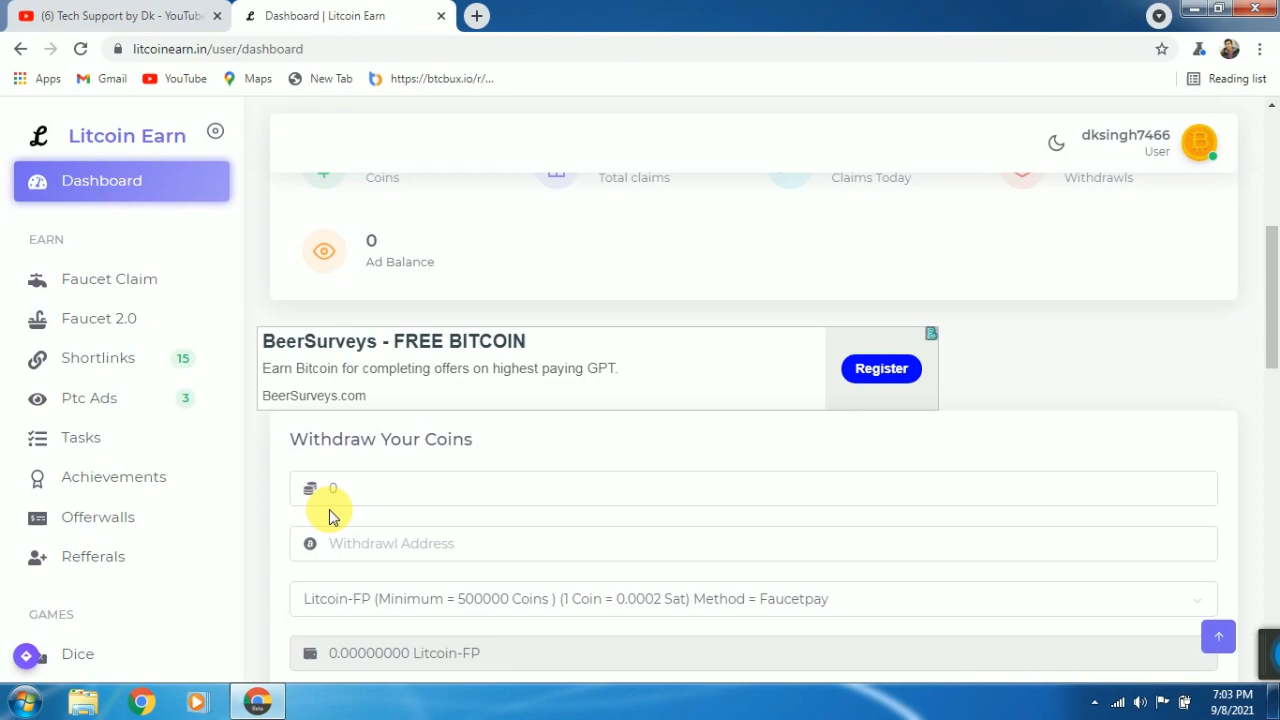 (6) Tech Support by Dk - YouTube
Dashboard | Litcoin Earn
litcoinearn.in/user/dashboard
Apps
Gmail
YouTube
Maps
New Tab
https://btcbux.io/r/...
Reading list
Litcoin Earn
dksingh7466
User
Dashboard
Coins
Total claims
Claims Today
Withdrawls
EARN
0
Ad Balance
Faucet Claim
Faucet 2.0
Shortlinks 15
Ptc Ads 3
Tasks
Achievements
Offerwalls
Refferals
GAMES
Dice
BeerSurveys - FREE BITCOIN
Earn Bitcoin for completing offers on highest paying GPT.
BeerSurveys.com
Register
Withdraw Your Coins
0
Withdrawl Address
Litcoin-FP (Minimum = 500000 Coins ) (1 Coin = 0.0002 Sat) Method = Faucetpay
0.00000000 Litcoin-FP
Beta
7:03 PM
9/8/2021